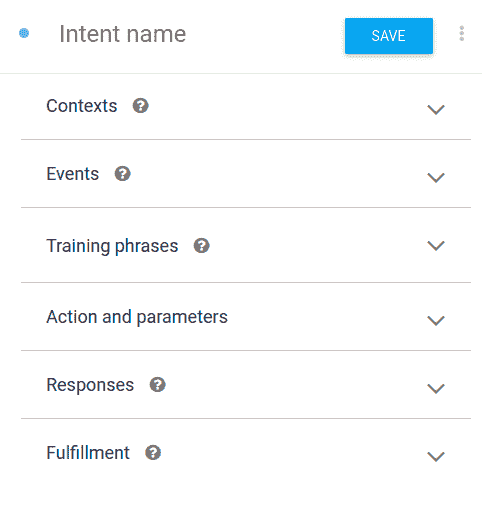 Intent name
SAVE
Contexts ?
Events ?
Training phrases ?
Action and parameters
Responses ?
Fulfillment ?